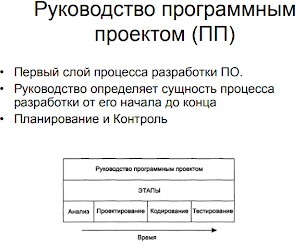 Руководство программным
проектом (ПП)
• Первый слой процесса разработки ПО.
• Руководство определяет сущность процесса
разработки от его начала до конца
• Планирование и Контроль
Руководство программным проектом
ЭТАПЫ
Анализ Проектирование Кодирование Тестирование
Время